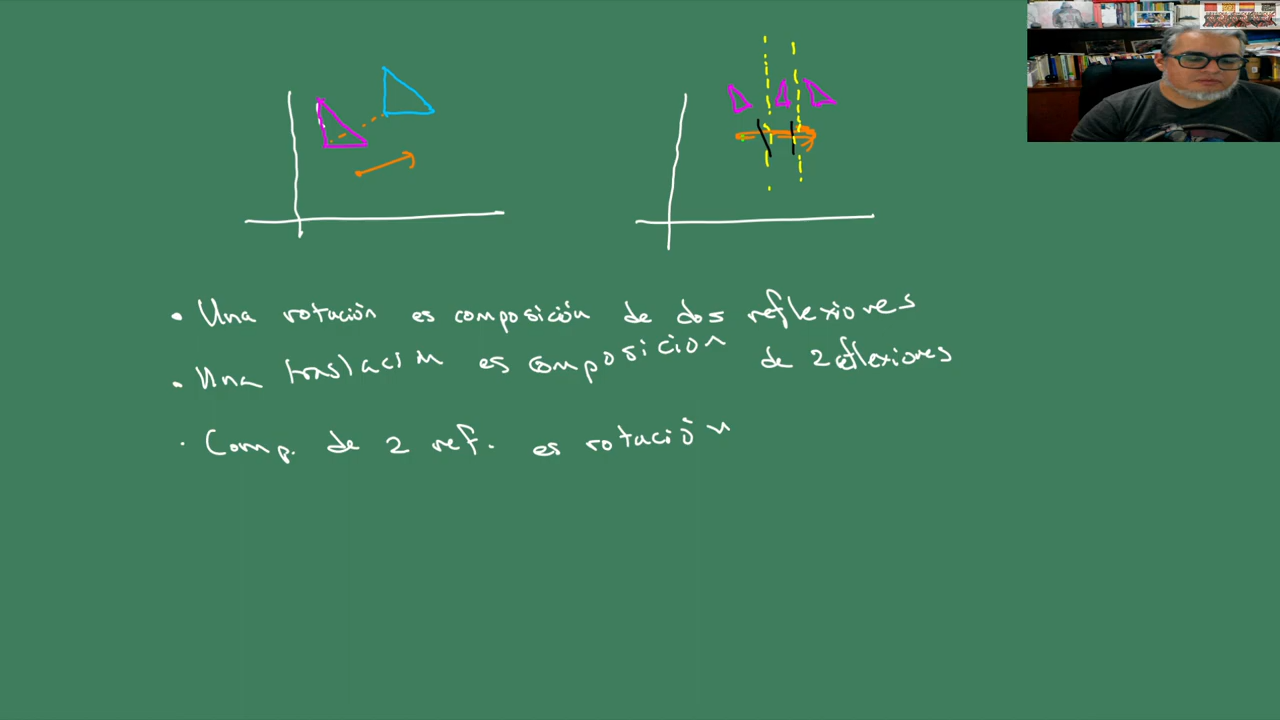 • Una rotación es composición de dos reflexiones
• Una traslación es composición de 2 reflexiones
• Comp. de 2 ref. es rotación